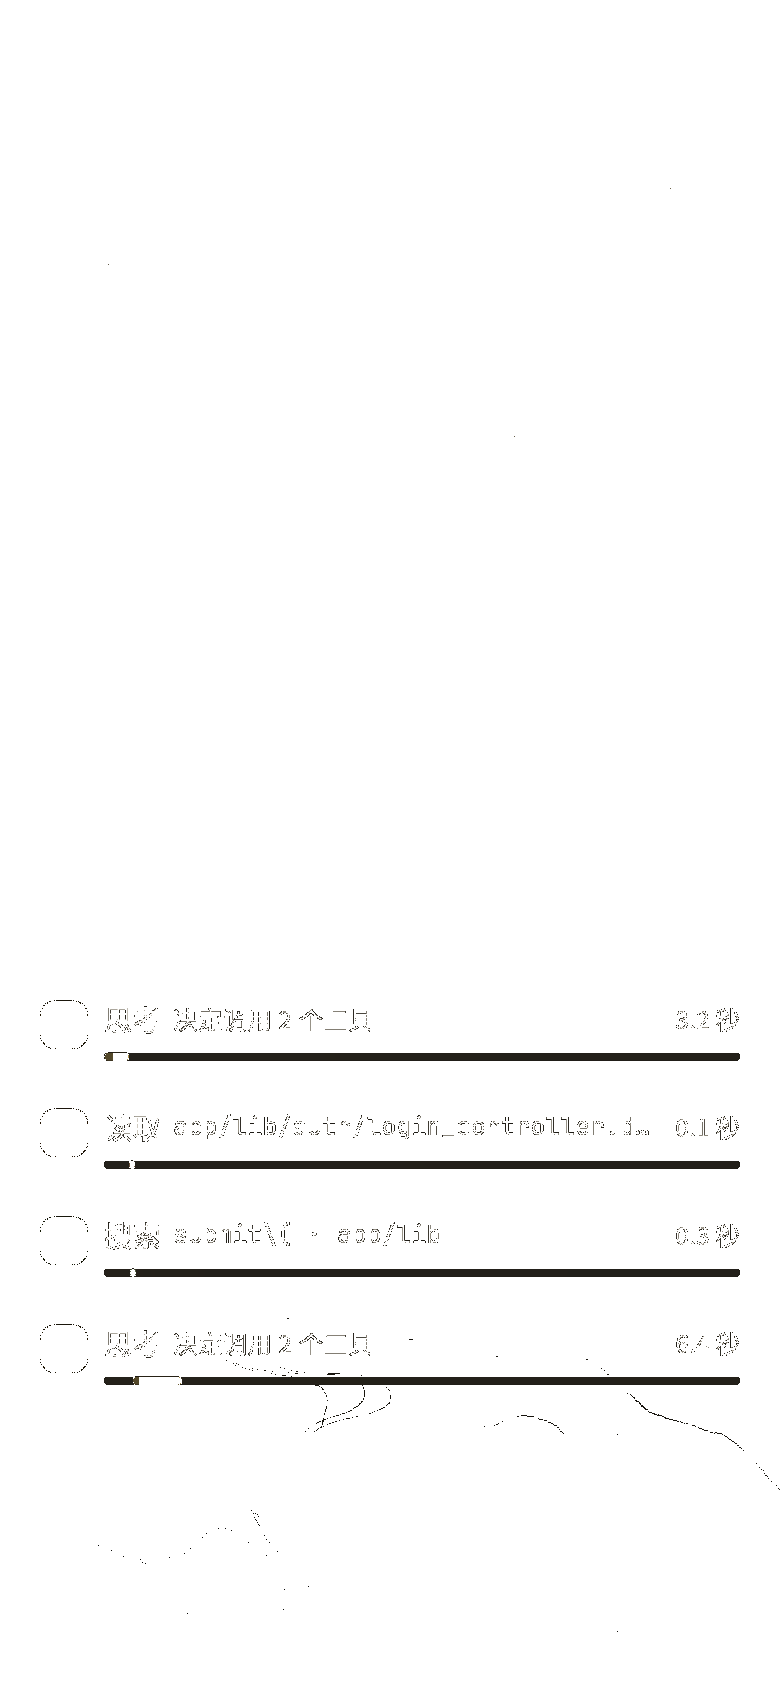 思考 决定调用 2 个工具 3.2 秒
读取 app/lib/auth/login_controller.d… 0.1 秒
搜索 submit\( · app/lib 0.3 秒
思考 决定调用 2 个工具 6.4 秒